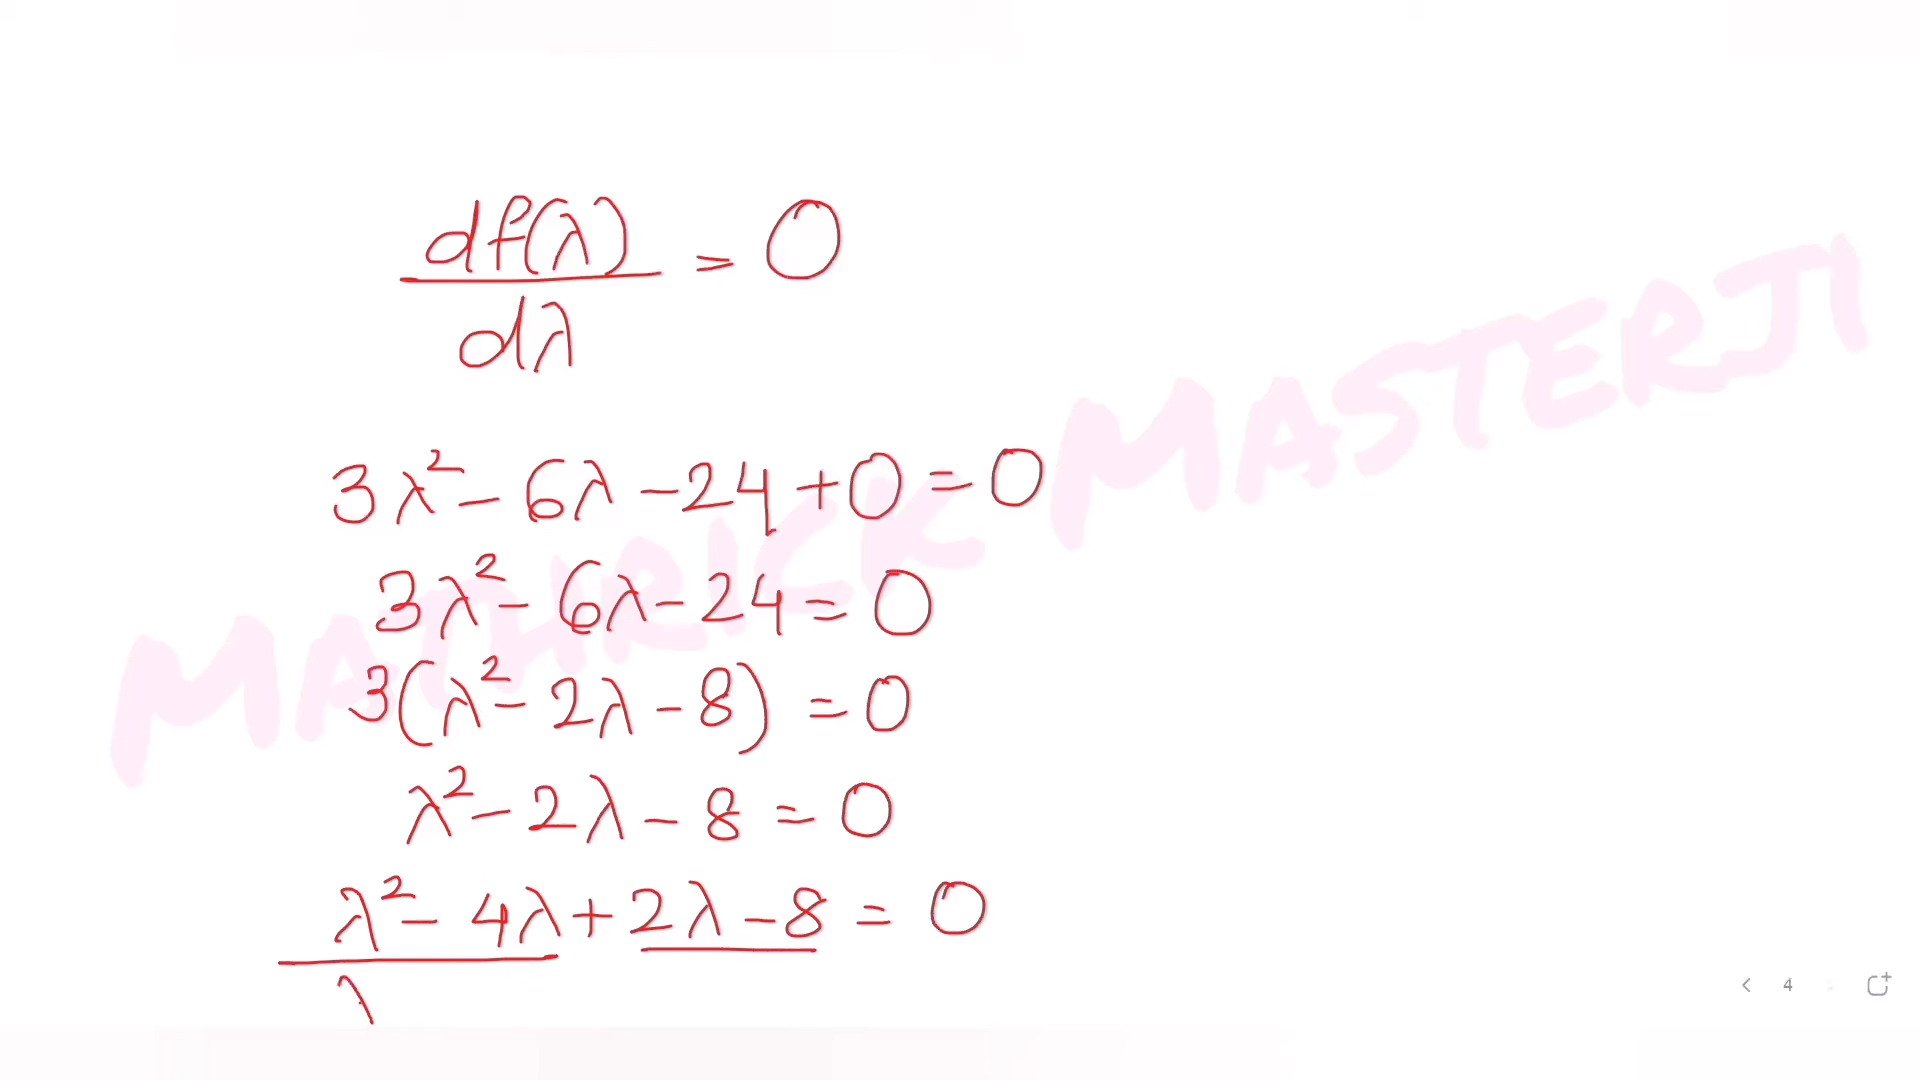 df(λ)/dλ = 0
3λ² - 6λ - 24 + 0 = 0
3λ² - 6λ - 24 = 0
3(λ² - 2λ - 8) = 0
λ² - 2λ - 8 = 0
λ² - 4λ + 2λ - 8 = 0
MATHRICK MASTERJI
< 4